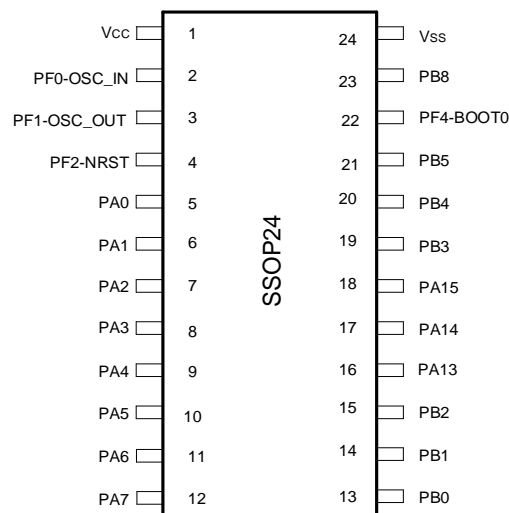 Vcc 1 24 Vss
PF0-OSC_IN 2 23 PB8
PF1-OSC_OUT 3 22 PF4-BOOT0
PF2-NRST 4 21 PB5
PA0 5 20 PB4
PA1 6 19 PB3
PA2 7 18 PA15
PA3 8 17 PA14
PA4 9 16 PA13
PA5 10 15 PB2
PA6 11 14 PB1
PA7 12 13 PB0
SSOP24